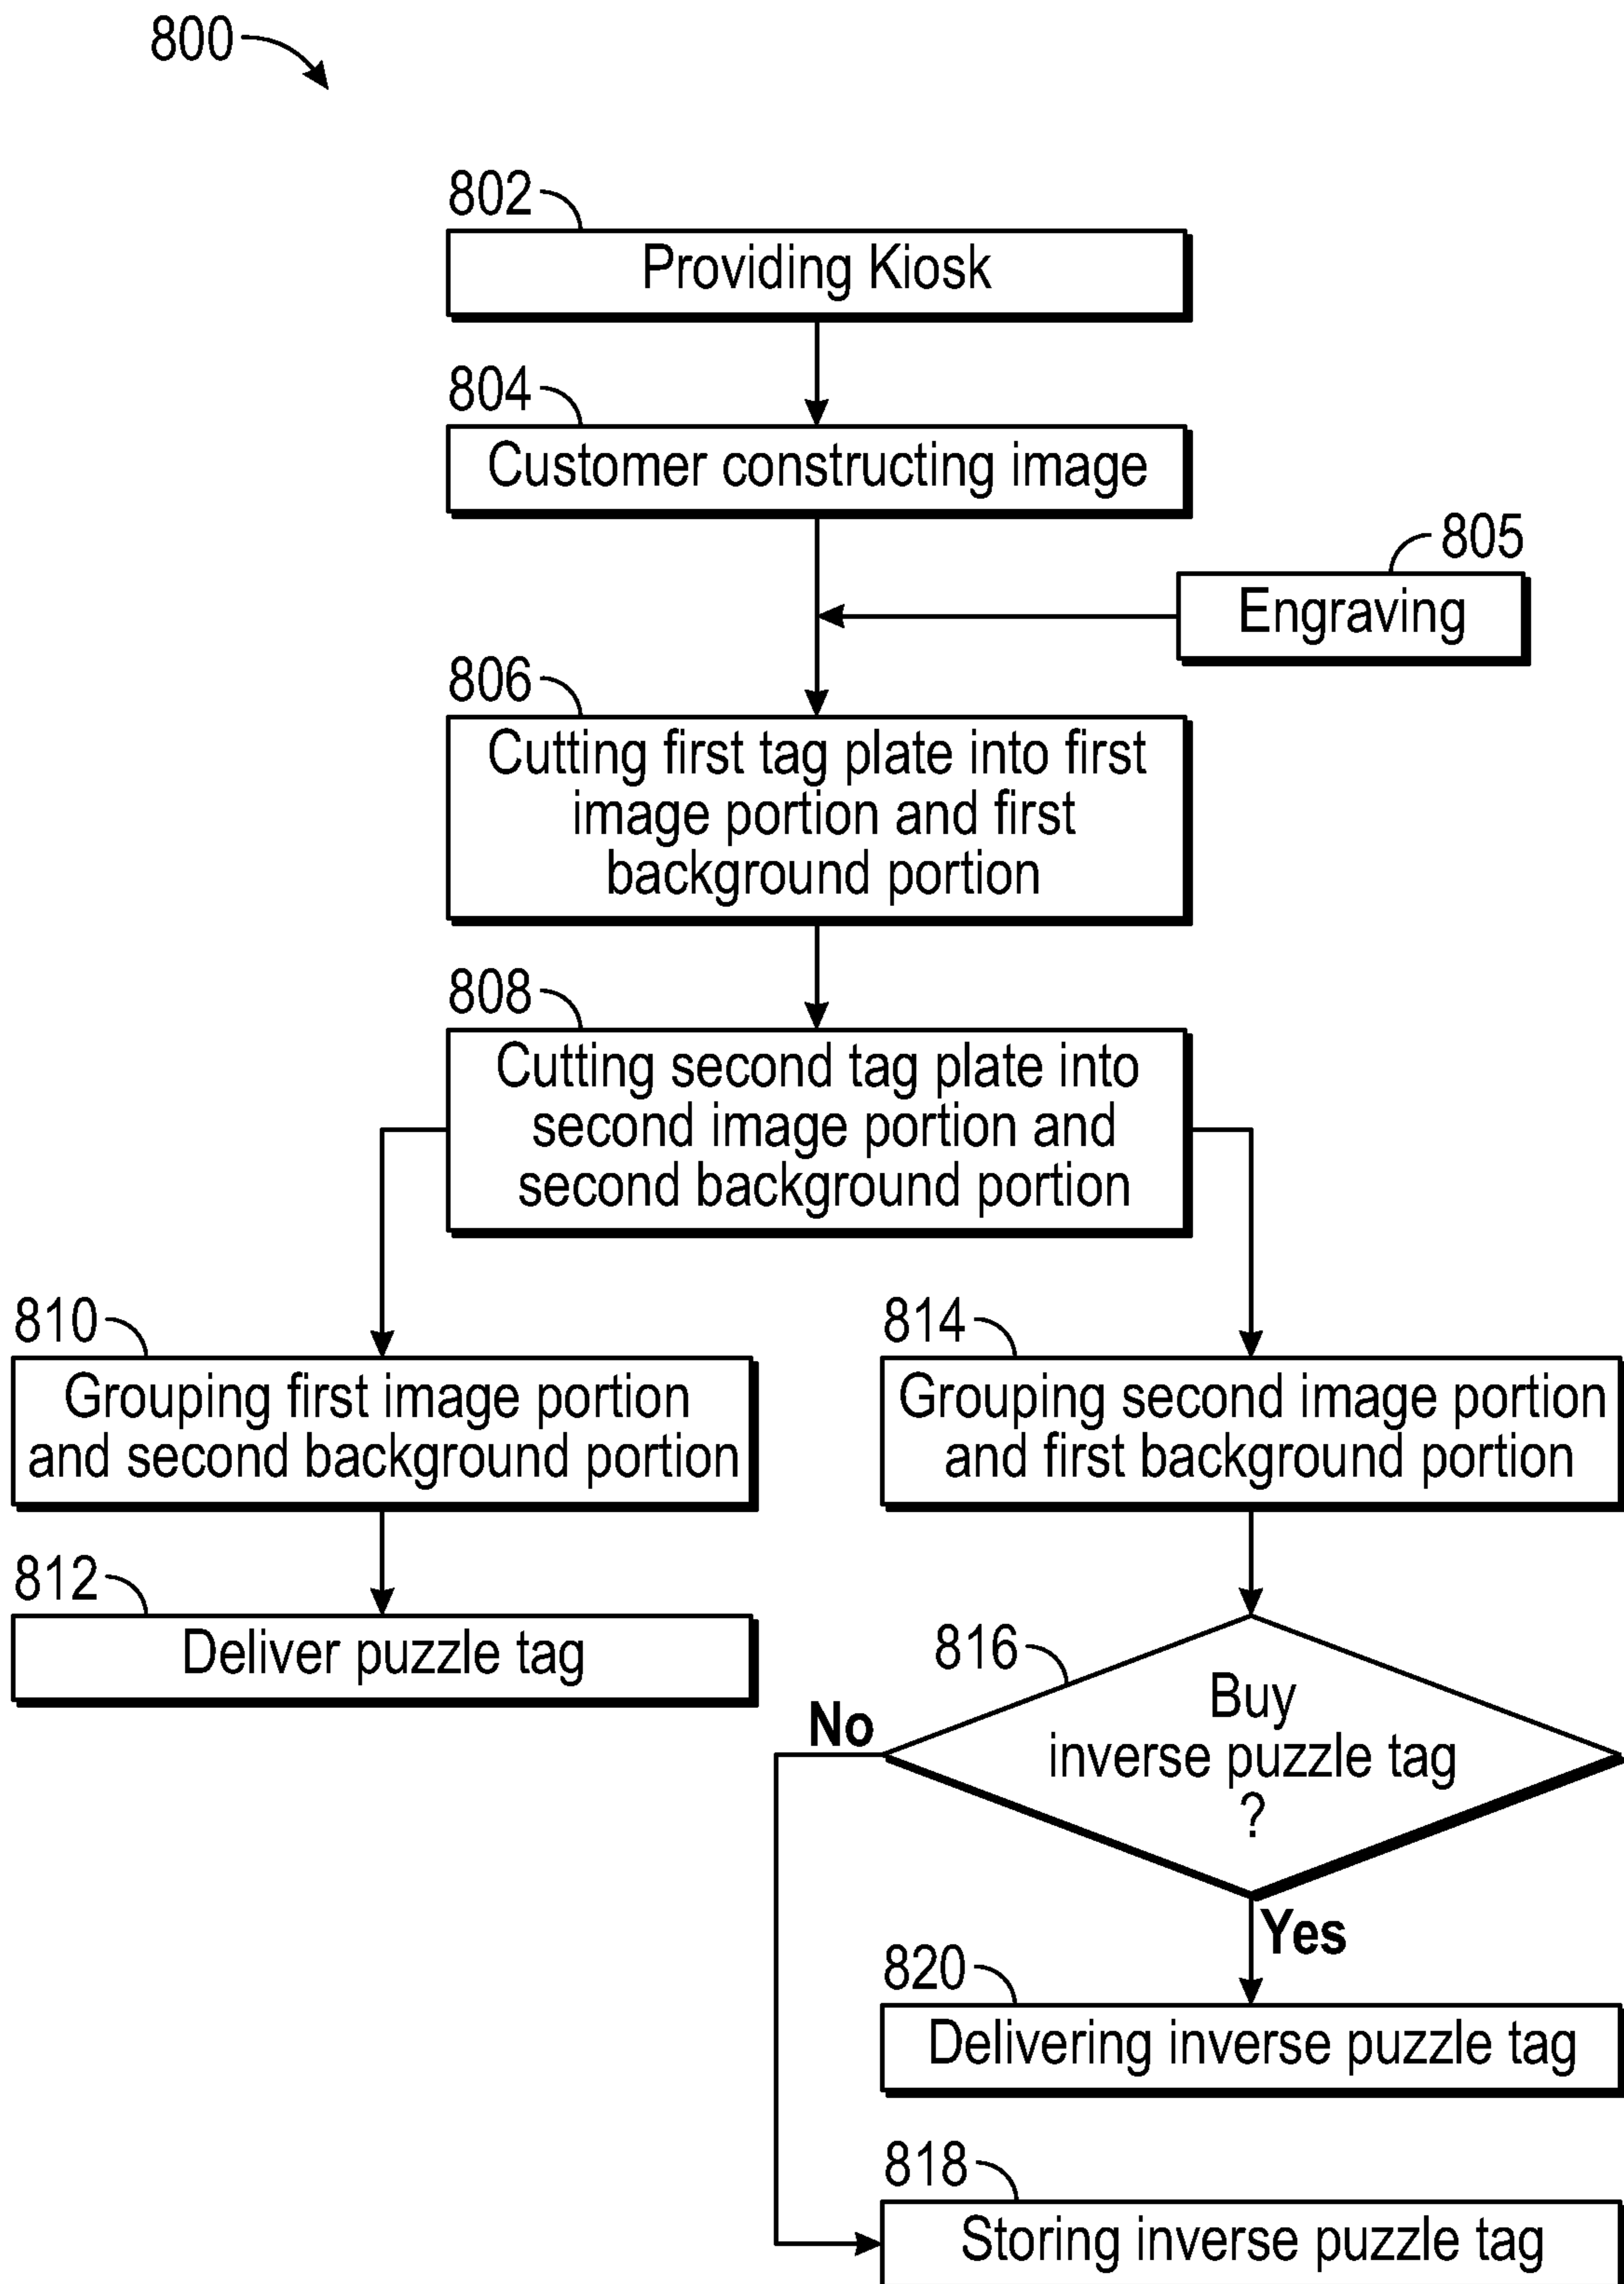 800
802
Providing Kiosk
804
Customer constructing image
805
Engraving
806
Cutting first tag plate into first
image portion and first
background portion
808
Cutting second tag plate into
second image portion and
second background portion
810
Grouping first image portion
and second background portion
812
Deliver puzzle tag
814
Grouping second image portion
and first background portion
816
Buy
inverse puzzle tag
?
No
Yes
820
Delivering inverse puzzle tag
818
Storing inverse puzzle tag